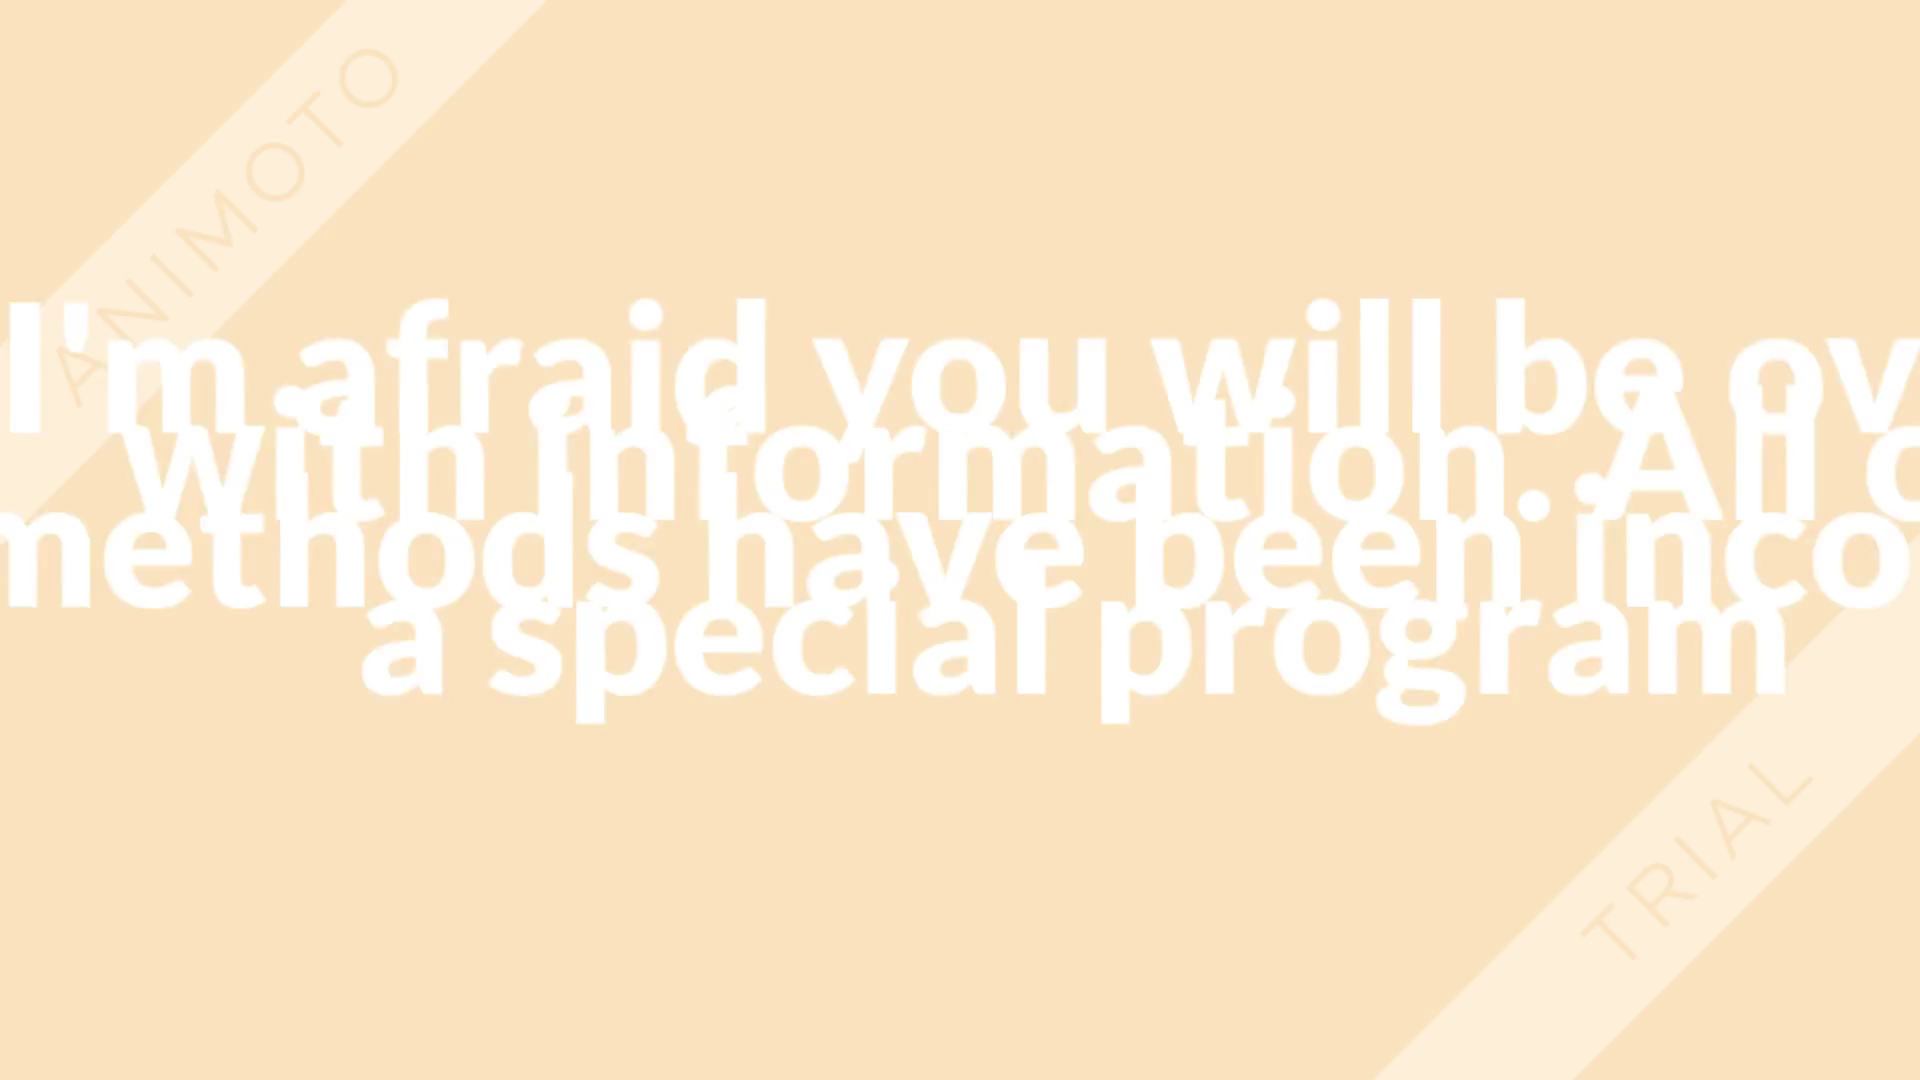 ANIMOTO
I'm afraid you will be ov
with information. All o
methods have been inco
a special program
TRIAL